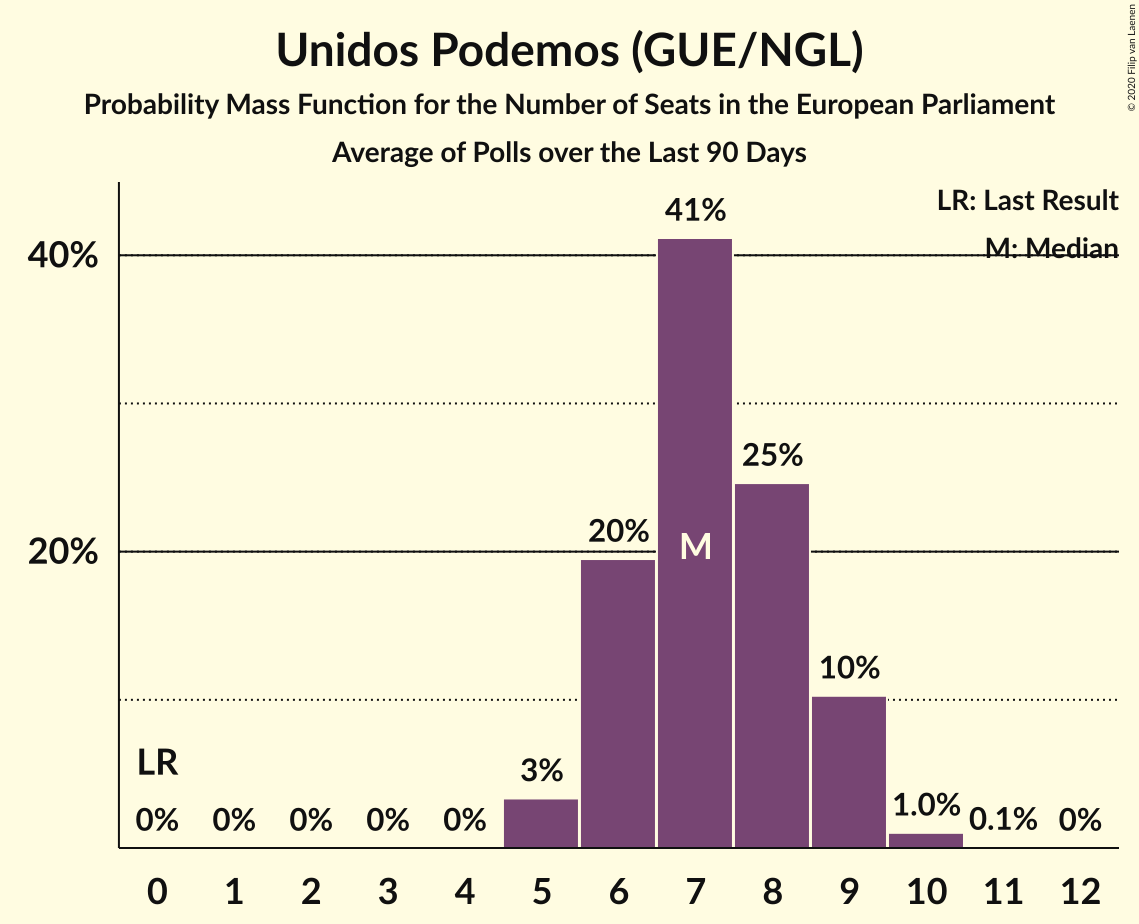 Unidos Podemos (GUE/NGL)
Probability Mass Function for the Number of Seats in the European Parliament
Average of Polls over the Last 90 Days
© 2020 Filip van Laenen
LR: Last Result
M: Median
40%
20%
41%
25%
20%
M
10%
3%
LR
0% 0% 0% 0% 0% 1.0% 0.1% 0%
0 1 2 3 4 5 6 7 8 9 10 11 12